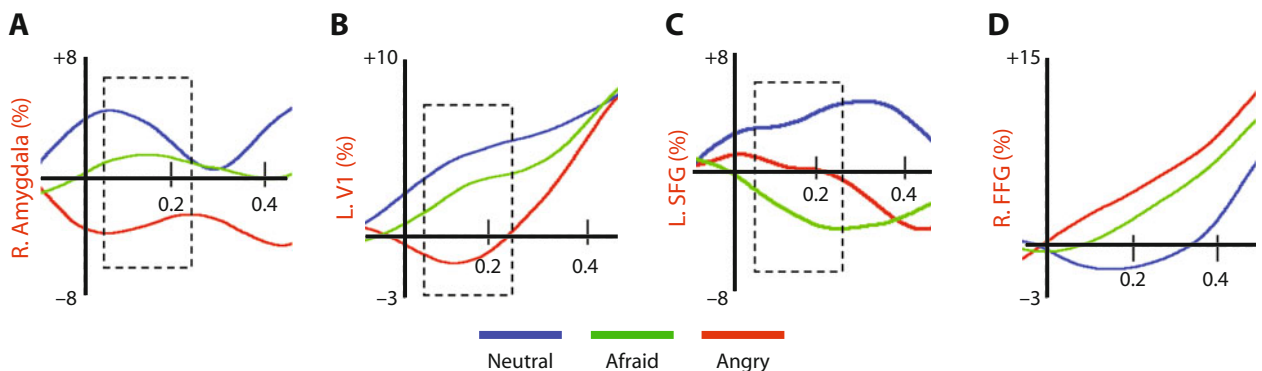 A
+8
R. Amygdala (%)
0.2
0.4
−8
B
+10
L. V1 (%)
0.2
0.4
−3
C
+8
L. SFG (%)
0.2
0.4
−8
D
+15
R. FFG (%)
0.2
0.4
−3
Neutral
Afraid
Angry